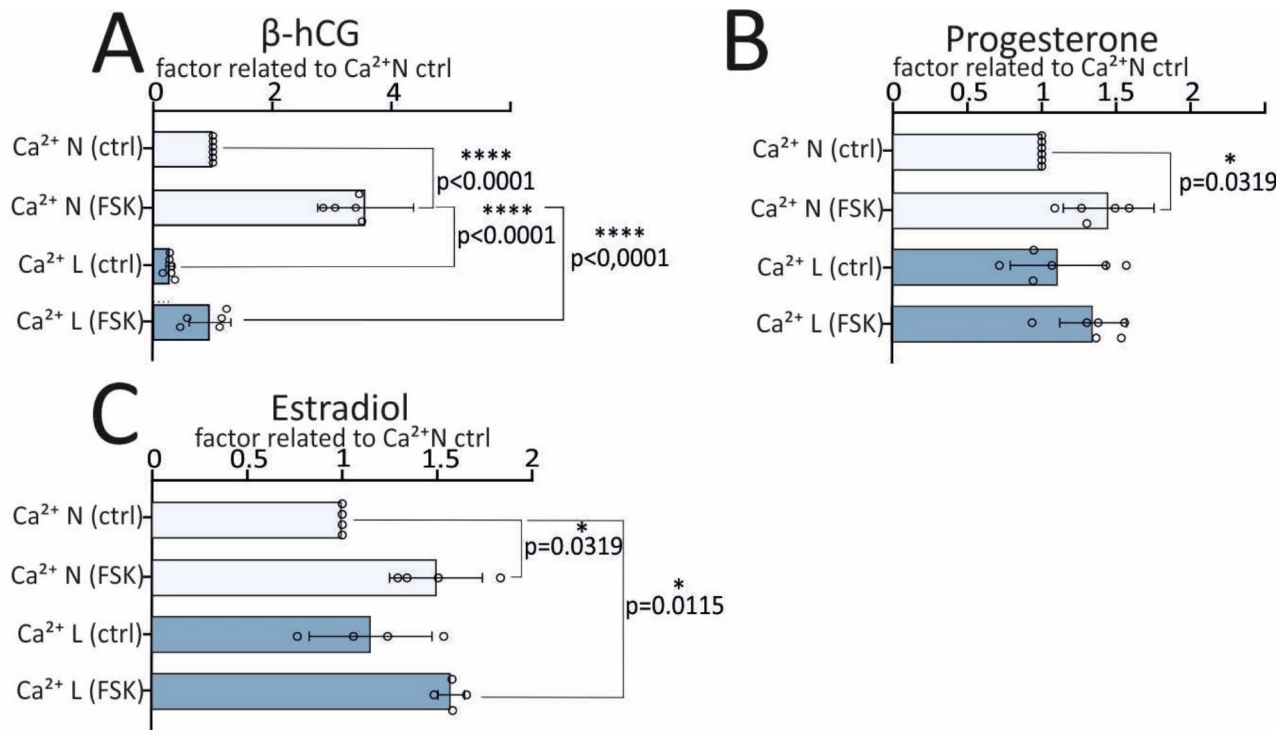 A
β-hCG
factor related to Ca²⁺N ctrl
0 2 4
Ca²⁺ N (ctrl)
Ca²⁺ N (FSK)
Ca²⁺ L (ctrl)
Ca²⁺ L (FSK)
****
p<0.0001
****
p<0.0001
****
p<0,0001
B
Progesterone
factor related to Ca²⁺N ctrl
0 0.5 1 1.5 2
Ca²⁺ N (ctrl)
Ca²⁺ N (FSK)
Ca²⁺ L (ctrl)
Ca²⁺ L (FSK)
*
p=0.0319
C
Estradiol
factor related to Ca²⁺N ctrl
0 0.5 1 1.5 2
Ca²⁺ N (ctrl)
Ca²⁺ N (FSK)
Ca²⁺ L (ctrl)
Ca²⁺ L (FSK)
*
p=0.0319
*
p=0.0115